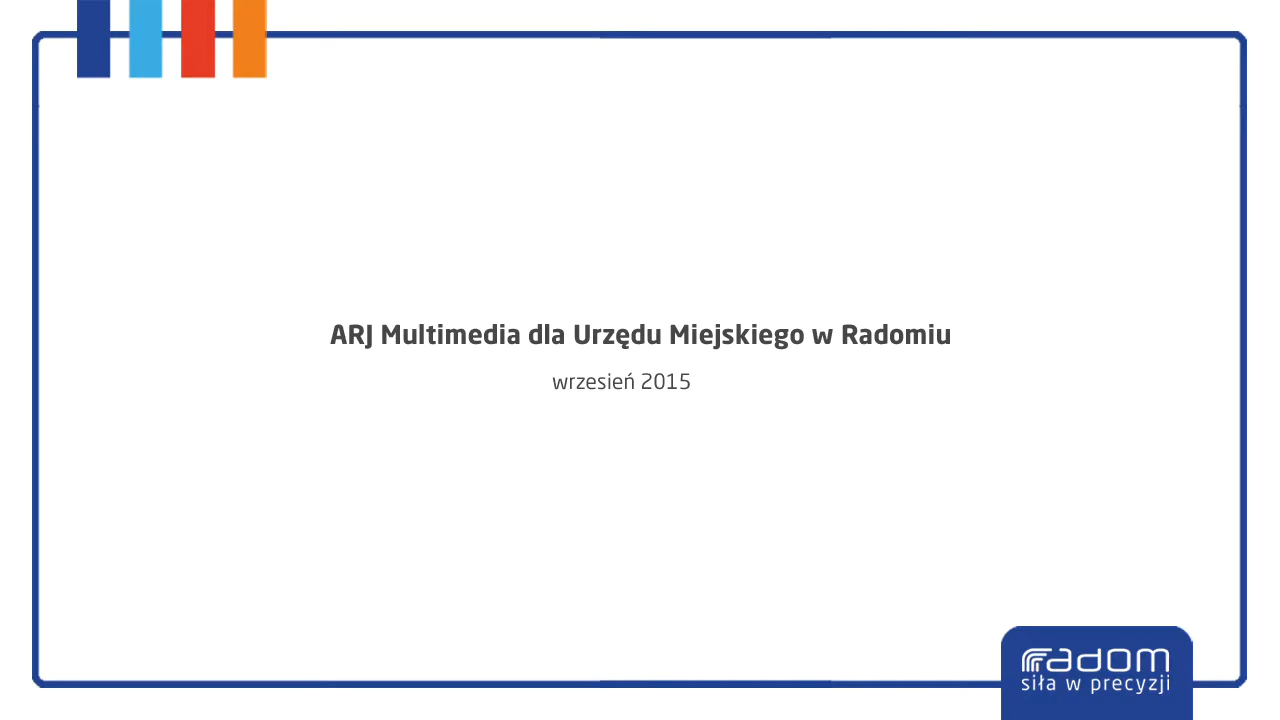 ARJ Multimedia dla Urzędu Miejskiego w Radomiu
wrzesień 2015
radom
siła w precyzji